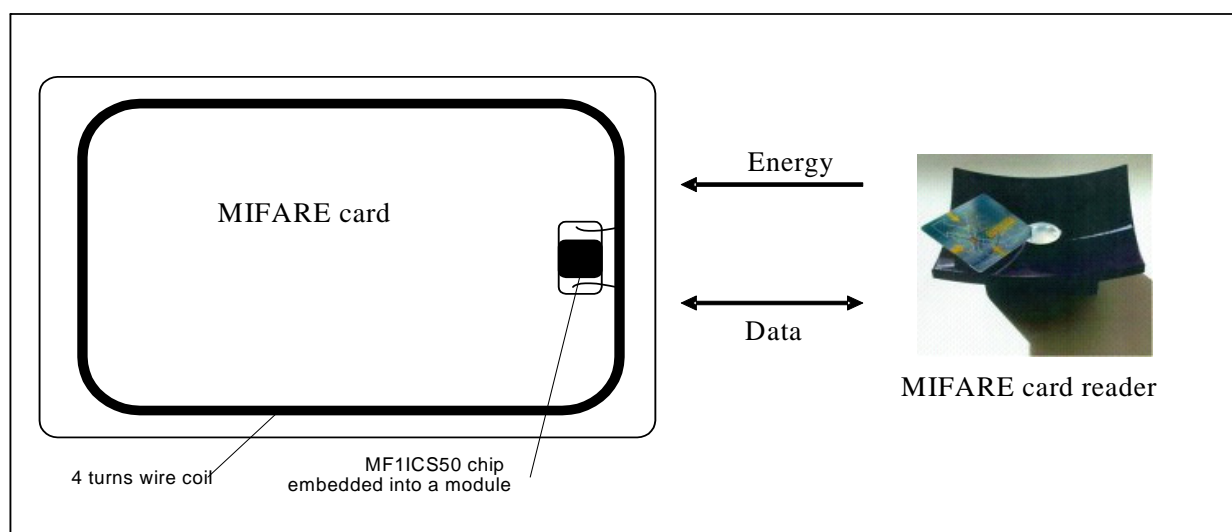 Energy
MIFARE card
Data
MIFARE card reader
4 turns wire coil
MF1ICS50 chip
embedded into a module